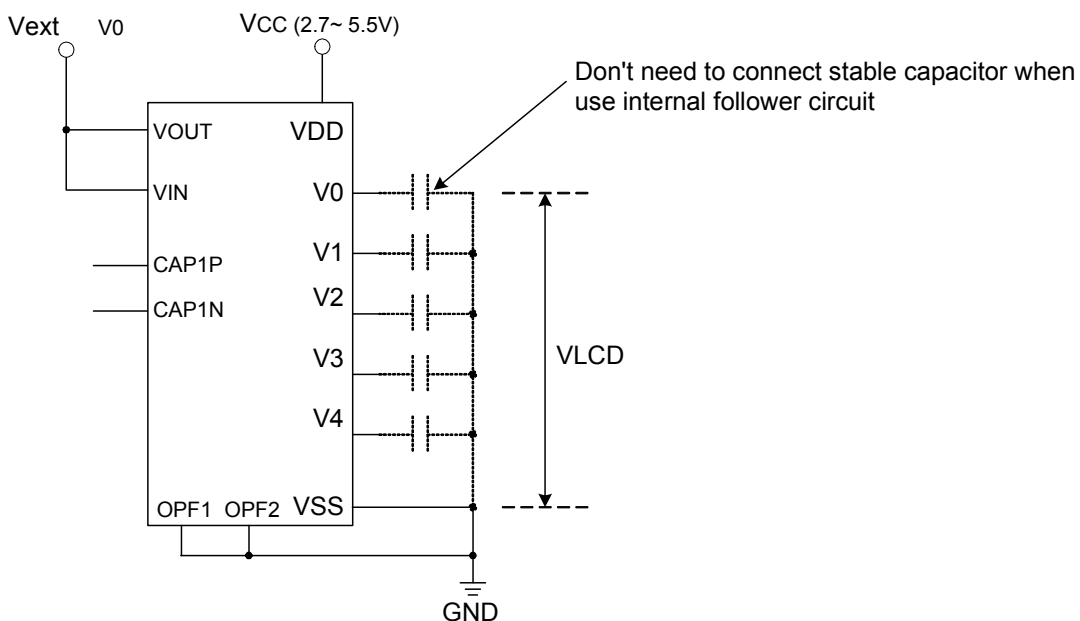 Vext V0
VCC (2.7~ 5.5V)
Don't need to connect stable capacitor when
use internal follower circuit
VOUT
VDD
VIN
V0
V1
CAP1P
V2
CAP1N
V3
VLCD
V4
OPF1 OPF2 VSS
GND